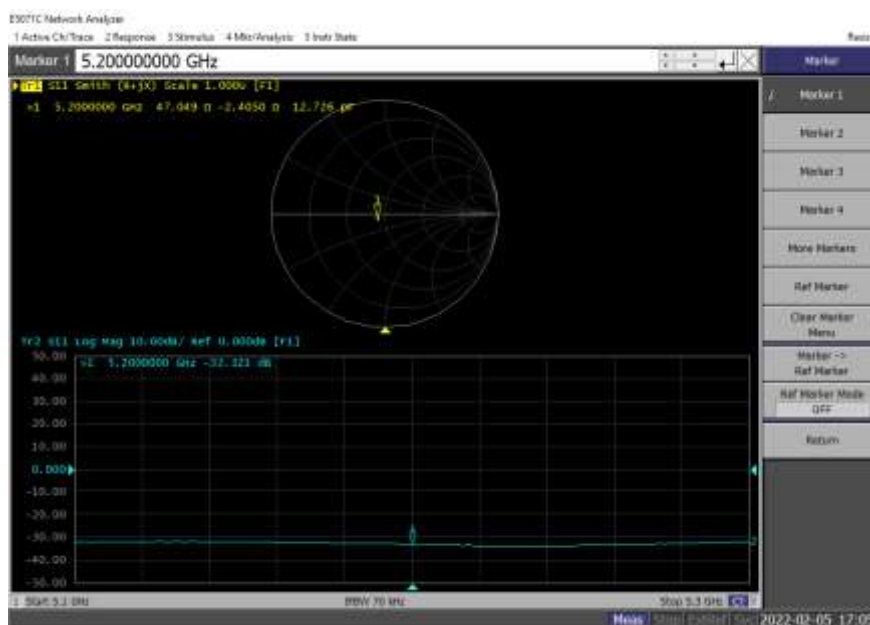 E5071C Network Analyzer
1 Active Ch/Trace 2 Response 3 Stimulus 4 Mkr/Analysis 5 Instr State
Marker 1 5.200000000 GHz
Tr1 S11 Smith (R+jX) Scale 1.000U [F1]
>1 5.2000000 GHz 47.049 Ω -2.4050 Ω 12.726 pF
1
Tr2 S11 Log Mag 10.00dB/ Ref 0.000dB [F1]
>1 5.2000000 GHz
50.00
40.00
30.00
20.00
10.00
0.000
-10.00
-20.00
-30.00
-40.00
-50.00
1 Start 5.1 GHz IFBW 70 kHz Stop 5.3 GHz
Marker
Marker 1
Marker 2
Marker 3
Marker 4
More Markers
Ref Marker
Clear Marker
Menu
Marker ->
Ref Marker
Ref Marker Mode
OFF
Return
Meas Stop ExtRef Svc 2022-02-05 17:05